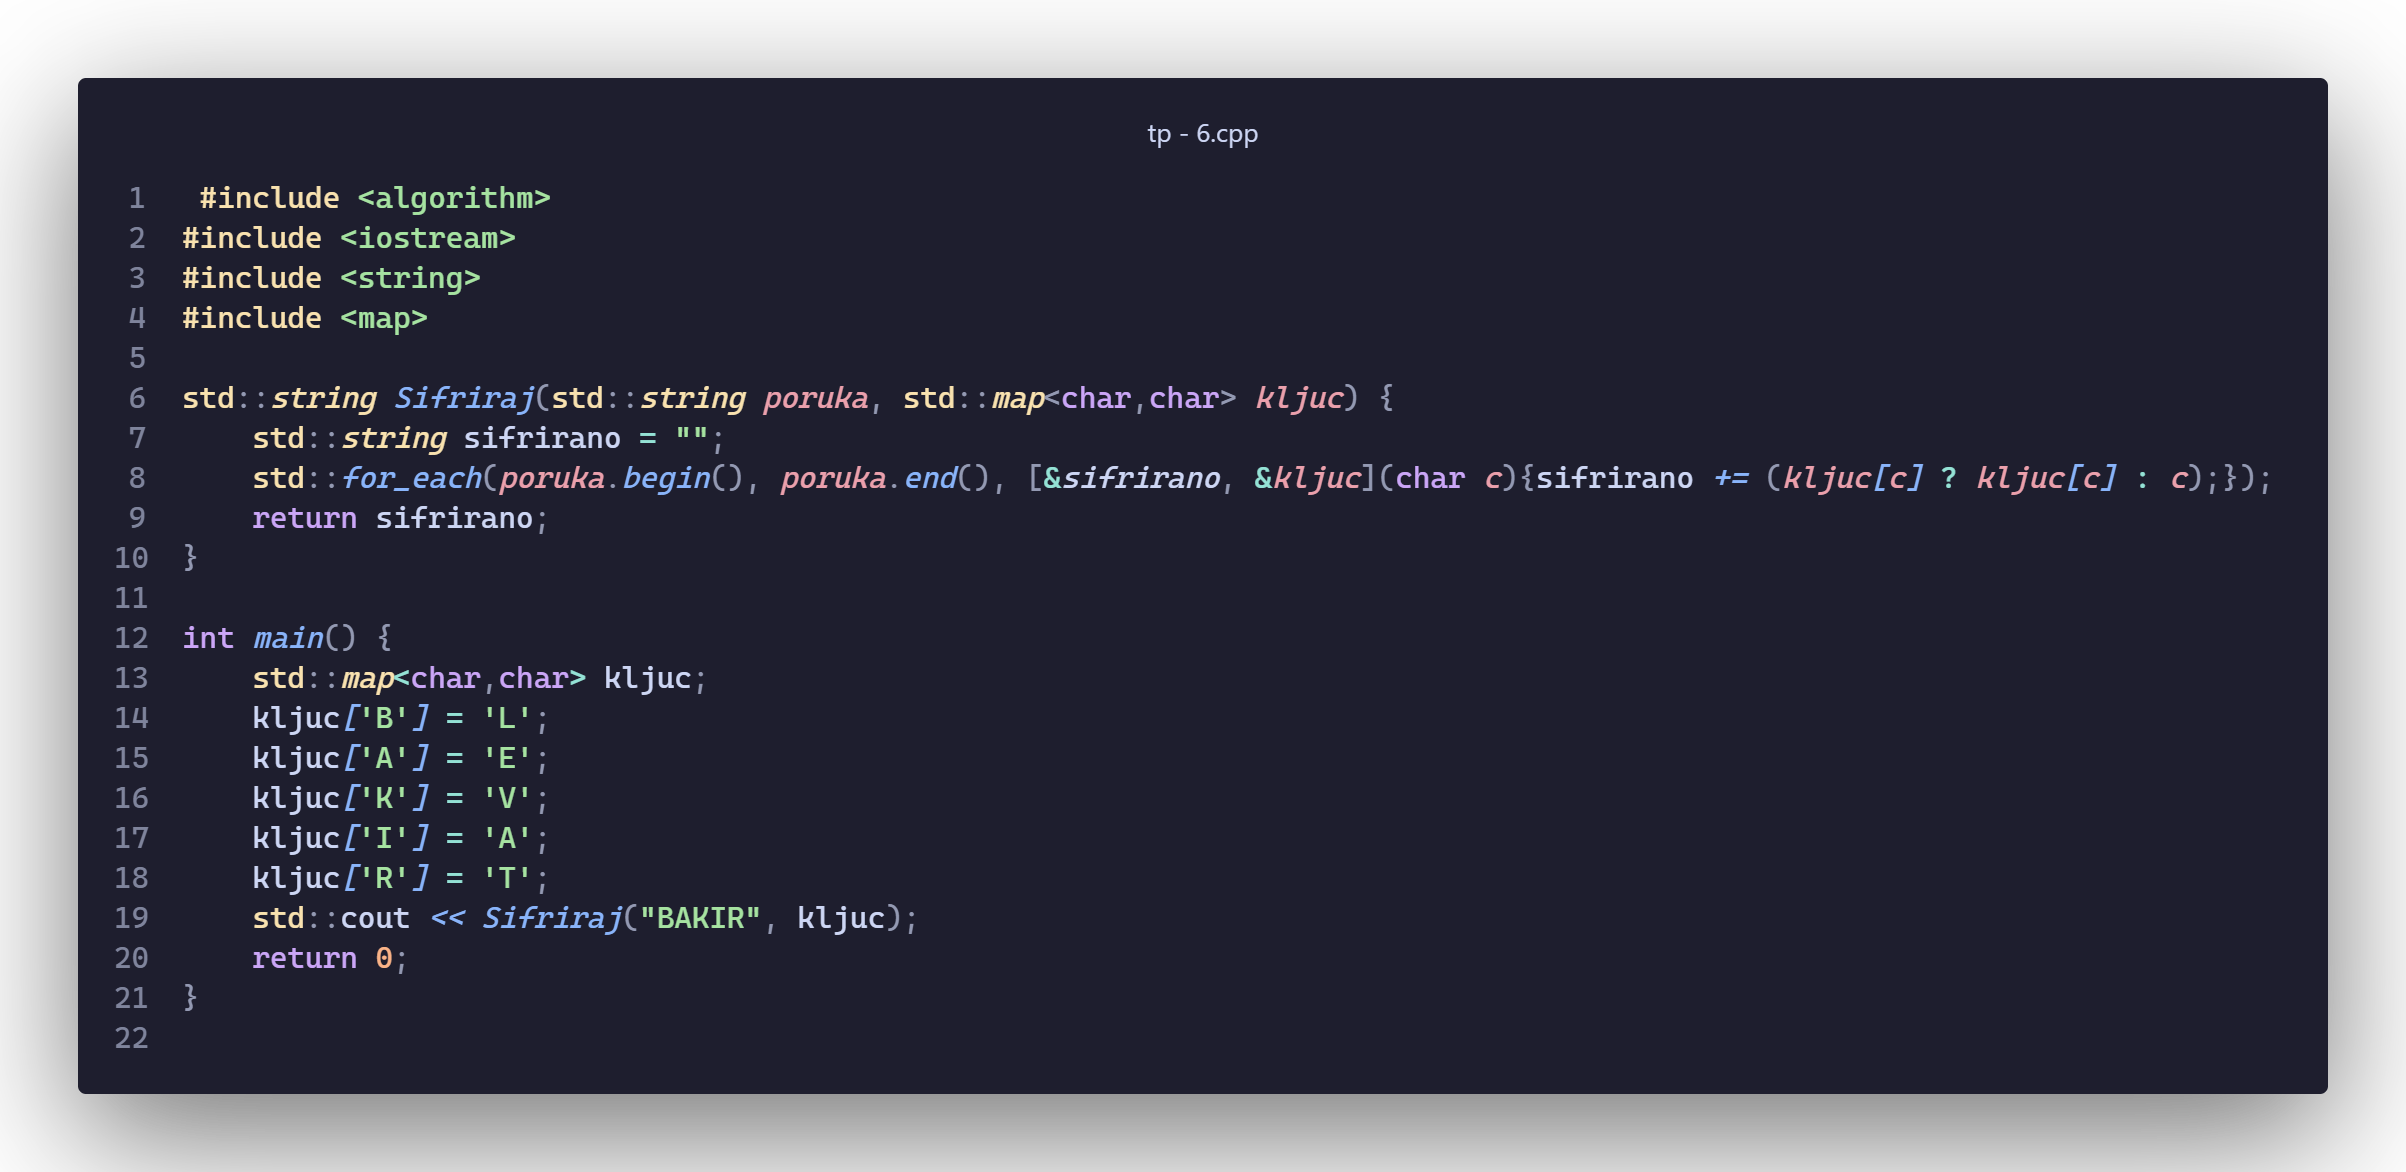 tp - 6.cpp
1 #include <algorithm>
2 #include <iostream>
3 #include <string>
4 #include <map>
5
6 std::string Sifriraj(std::string poruka, std::map<char,char> kljuc) {
7     std::string sifrirano = "";
8     std::for_each(poruka.begin(), poruka.end(), [&sifrirano, &kljuc](char c){sifrirano += (kljuc[c] ? kljuc[c] : c);});
9     return sifrirano;
10 }
11
12 int main() {
13     std::map<char,char> kljuc;
14     kljuc['B'] = 'L';
15     kljuc['A'] = 'E';
16     kljuc['K'] = 'V';
17     kljuc['I'] = 'A';
18     kljuc['R'] = 'T';
19     std::cout << Sifriraj("BAKIR", kljuc);
20     return 0;
21 }
22